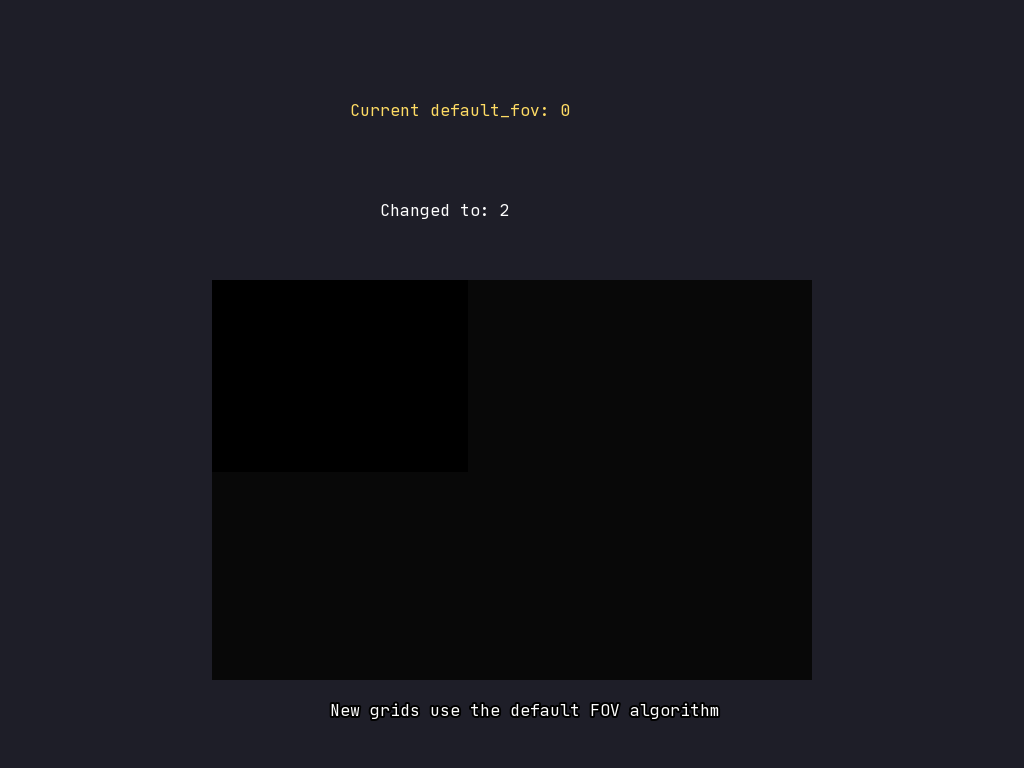 Current default_fov: 0
Changed to: 2
New grids use the default FOV algorithm